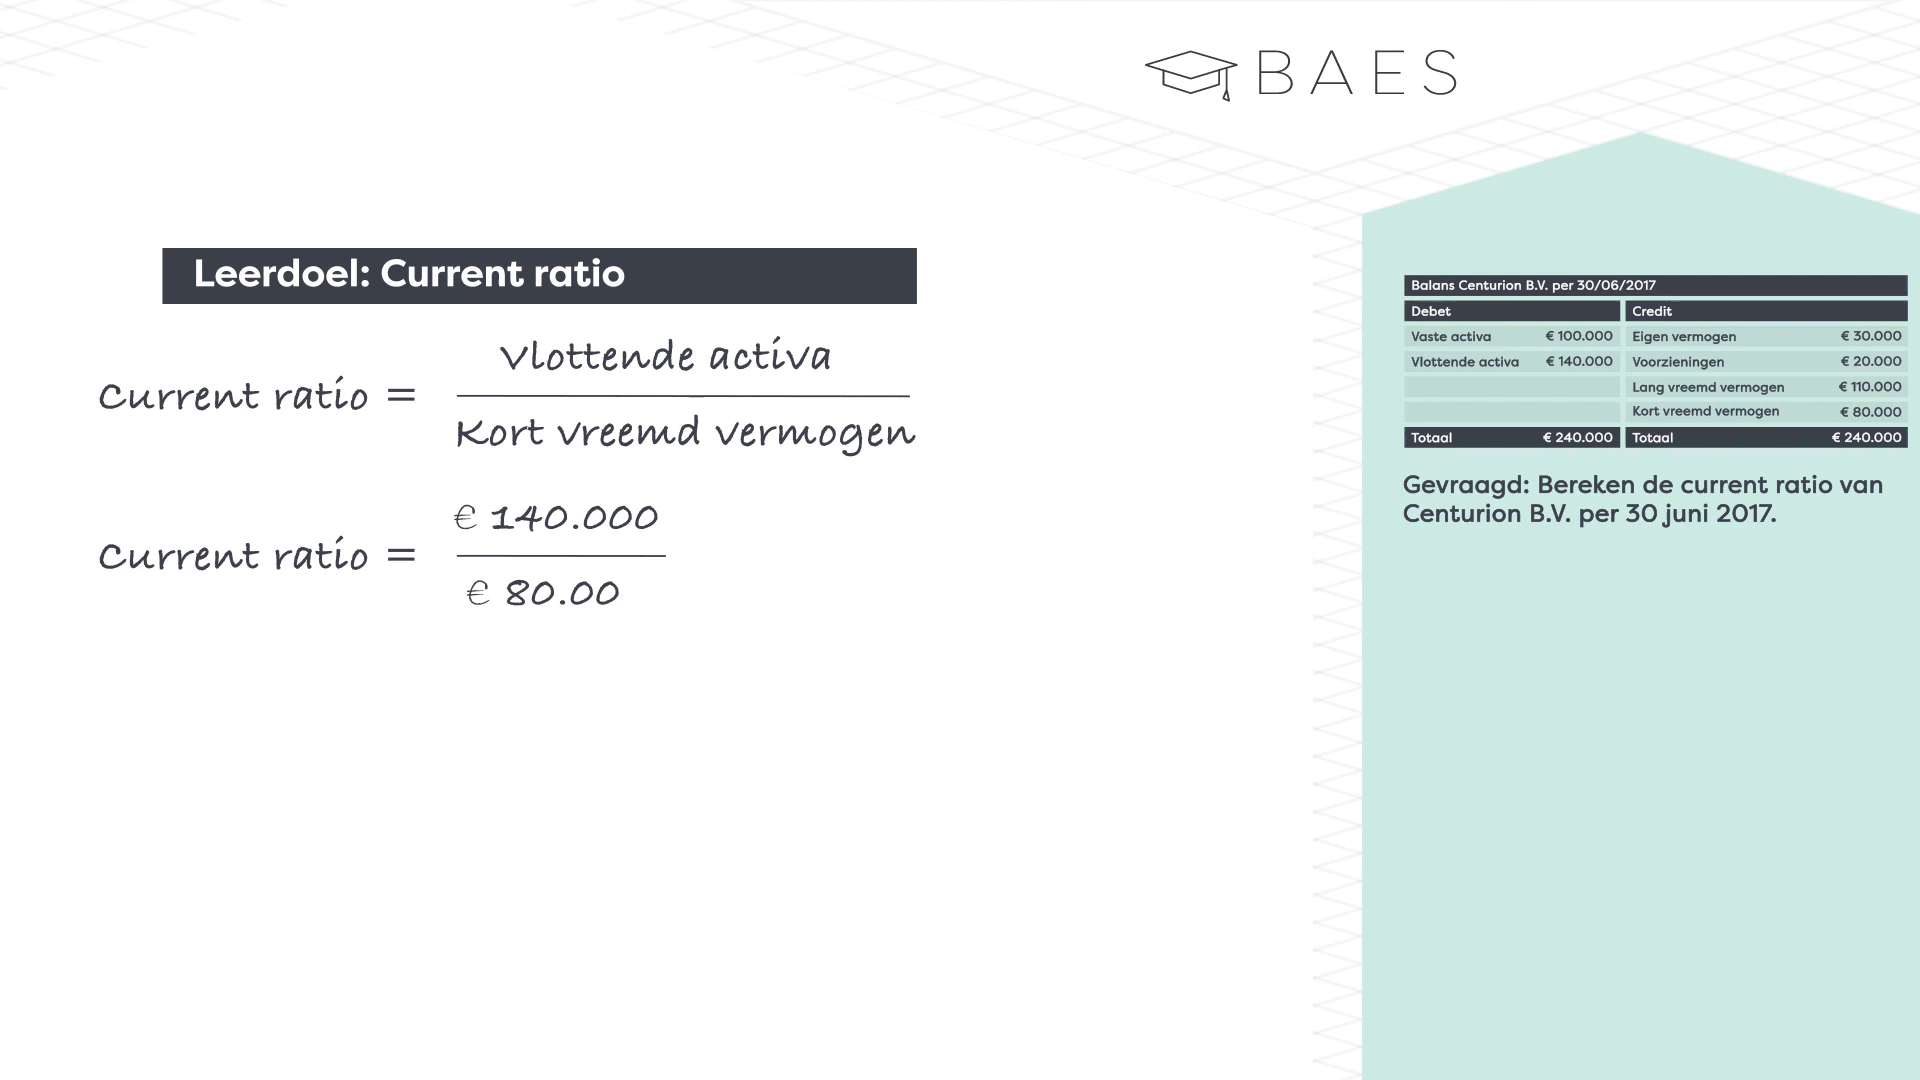 BAES
Leerdoel: Current ratio
Current ratio = Vlottende activa
Kort vreemd vermogen
Current ratio = € 140.000
€ 80.00
Balans Centurion B.V. per 30/06/2017
Debet Credit
Vaste activa € 100.000 Eigen vermogen € 30.000
Vlottende activa € 140.000 Voorzieningen € 20.000
Lang vreemd vermogen € 110.000
Kort vreemd vermogen € 80.000
Totaal € 240.000 Totaal € 240.000
Gevraagd: Bereken de current ratio van
Centurion B.V. per 30 juni 2017.